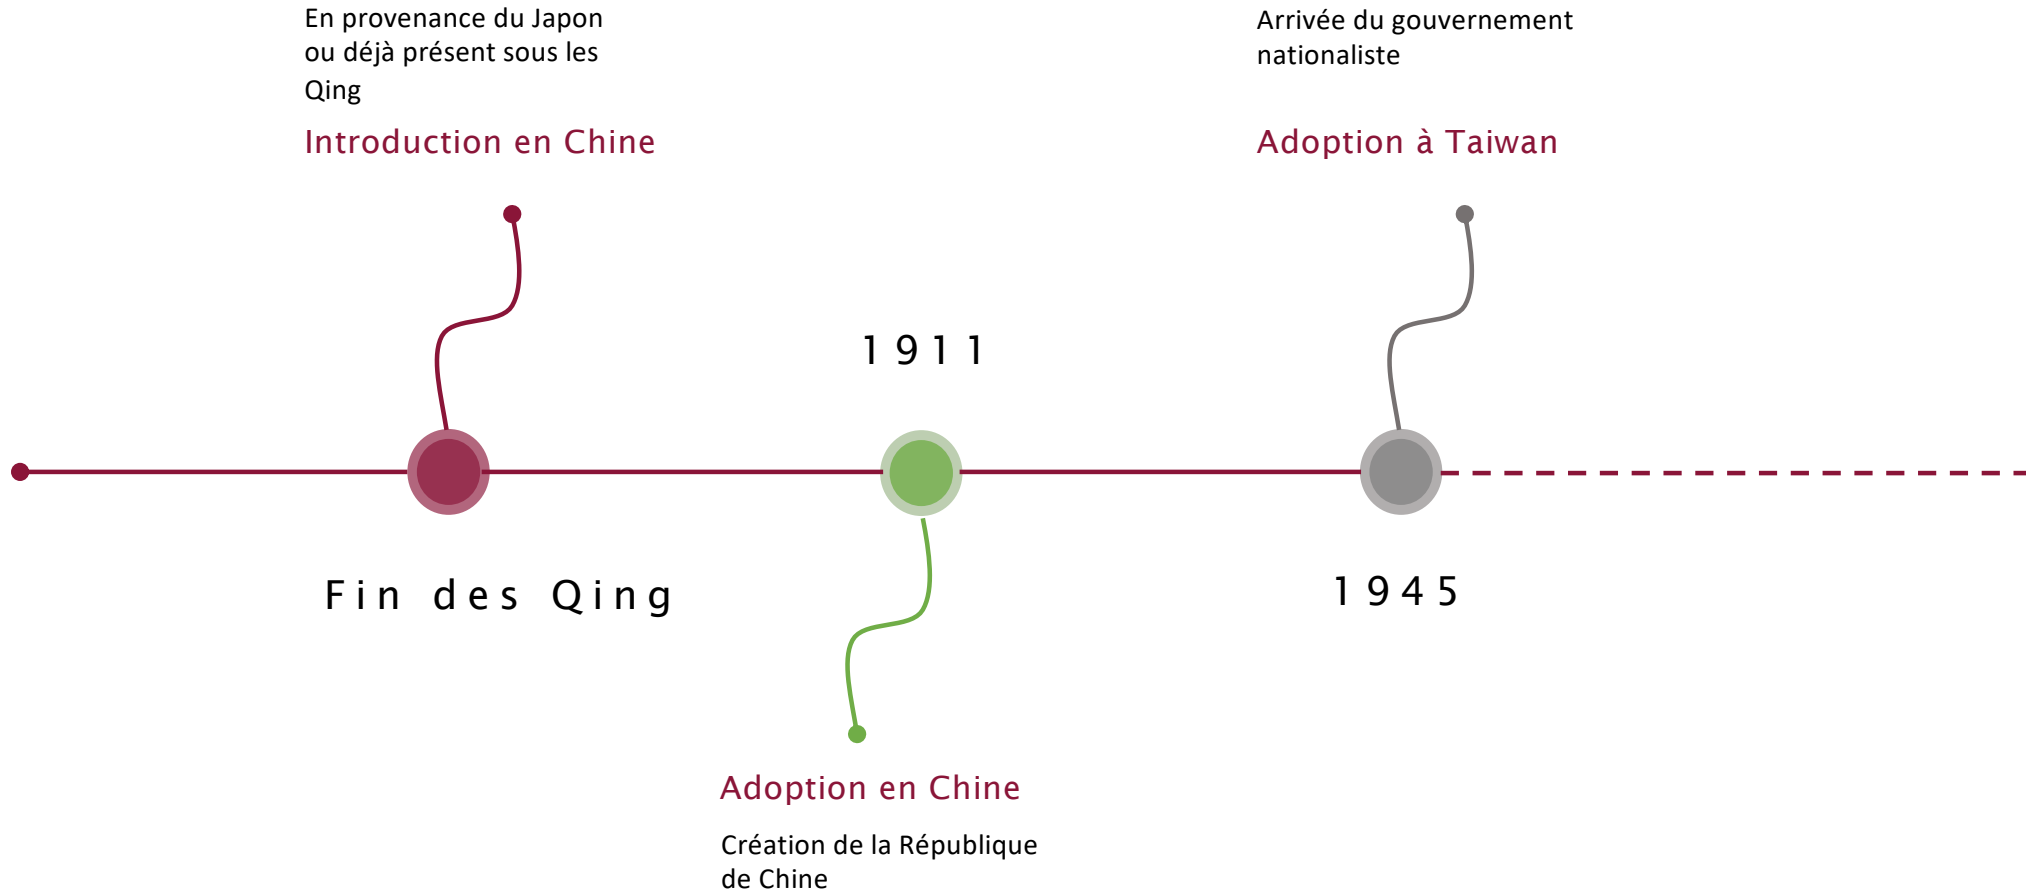 En provenance du Japon
ou déjà présent sous les
Qing
Introduction en Chine
Fin des Qing
1911
Adoption en Chine
Création de la République
de Chine
Arrivée du gouvernement
nationaliste
Adoption à Taiwan
1945